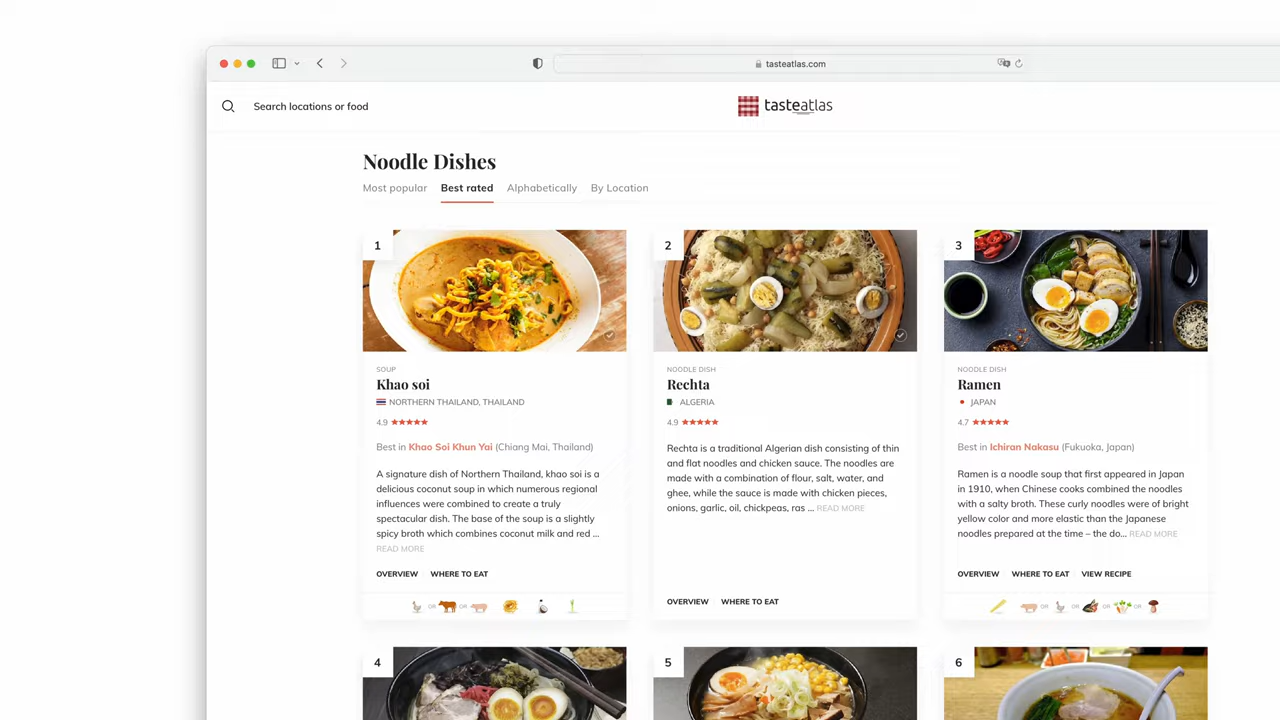 tasteatlas.com
Search locations or food
tasteatlas
Noodle Dishes
Most popular Best rated Alphabetically By Location
1
SOUP
Khao soi
NORTHERN THAILAND, THAILAND
4.9
Best in Khao Soi Khun Yai (Chiang Mai, Thailand)
A signature dish of Northern Thailand, khao soi is a
delicious coconut soup in which numerous regional
influences were combined to create a truly
spectacular dish. The base of the soup is a slightly
spicy broth which combines coconut milk and red ...
READ MORE
OVERVIEW WHERE TO EAT
OR OR
2
NOODLE DISH
Rechta
ALGERIA
4.9
Rechta is a traditional Algerian dish consisting of thin
and flat noodles and chicken sauce. The noodles are
made with a combination of flour, salt, water, and
ghee, while the sauce is made with chicken pieces,
onions, garlic, oil, chickpeas, ras ... READ MORE
OVERVIEW WHERE TO EAT
3
NOODLE DISH
Ramen
JAPAN
4.7
Best in Ichiran Nakasu (Fukuoka, Japan)
Ramen is a noodle soup that first appeared in Japan
in 1910, when Chinese cooks combined the noodles
with a salty broth. These curly noodles were of bright
yellow color and more elastic than the Japanese
noodles prepared at the time – the do... READ MORE
OVERVIEW WHERE TO EAT VIEW RECIPE
OR OR OR OR
4
5
6